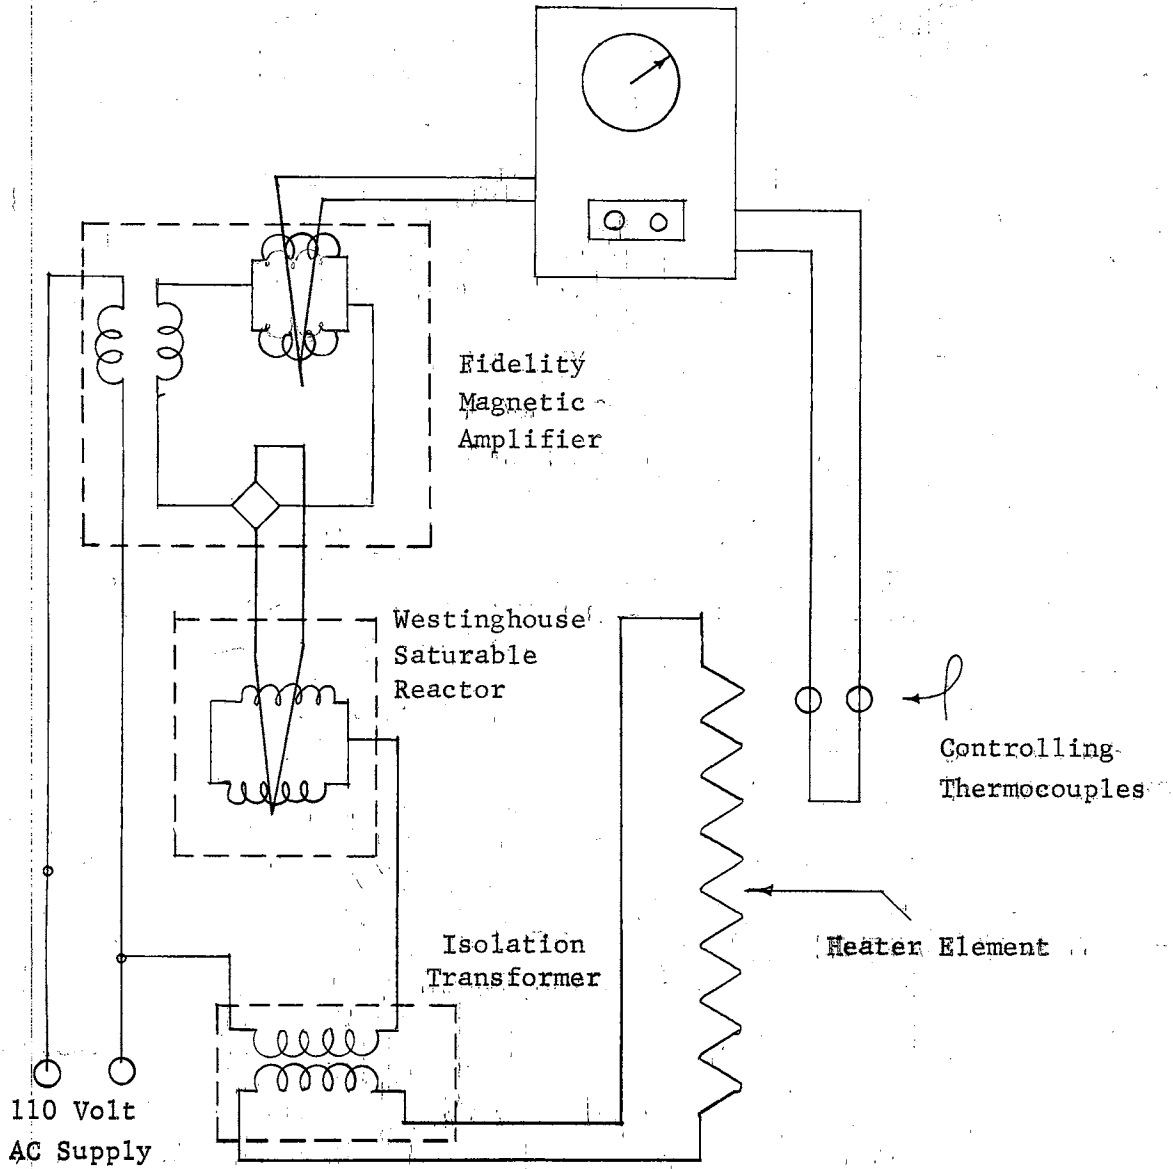 Fidelity
Magnetic
Amplifier
Westinghouse
Saturable
Reactor
Controlling
Thermocouples
Isolation
Transformer
Heater Element
110 Volt
AC Supply